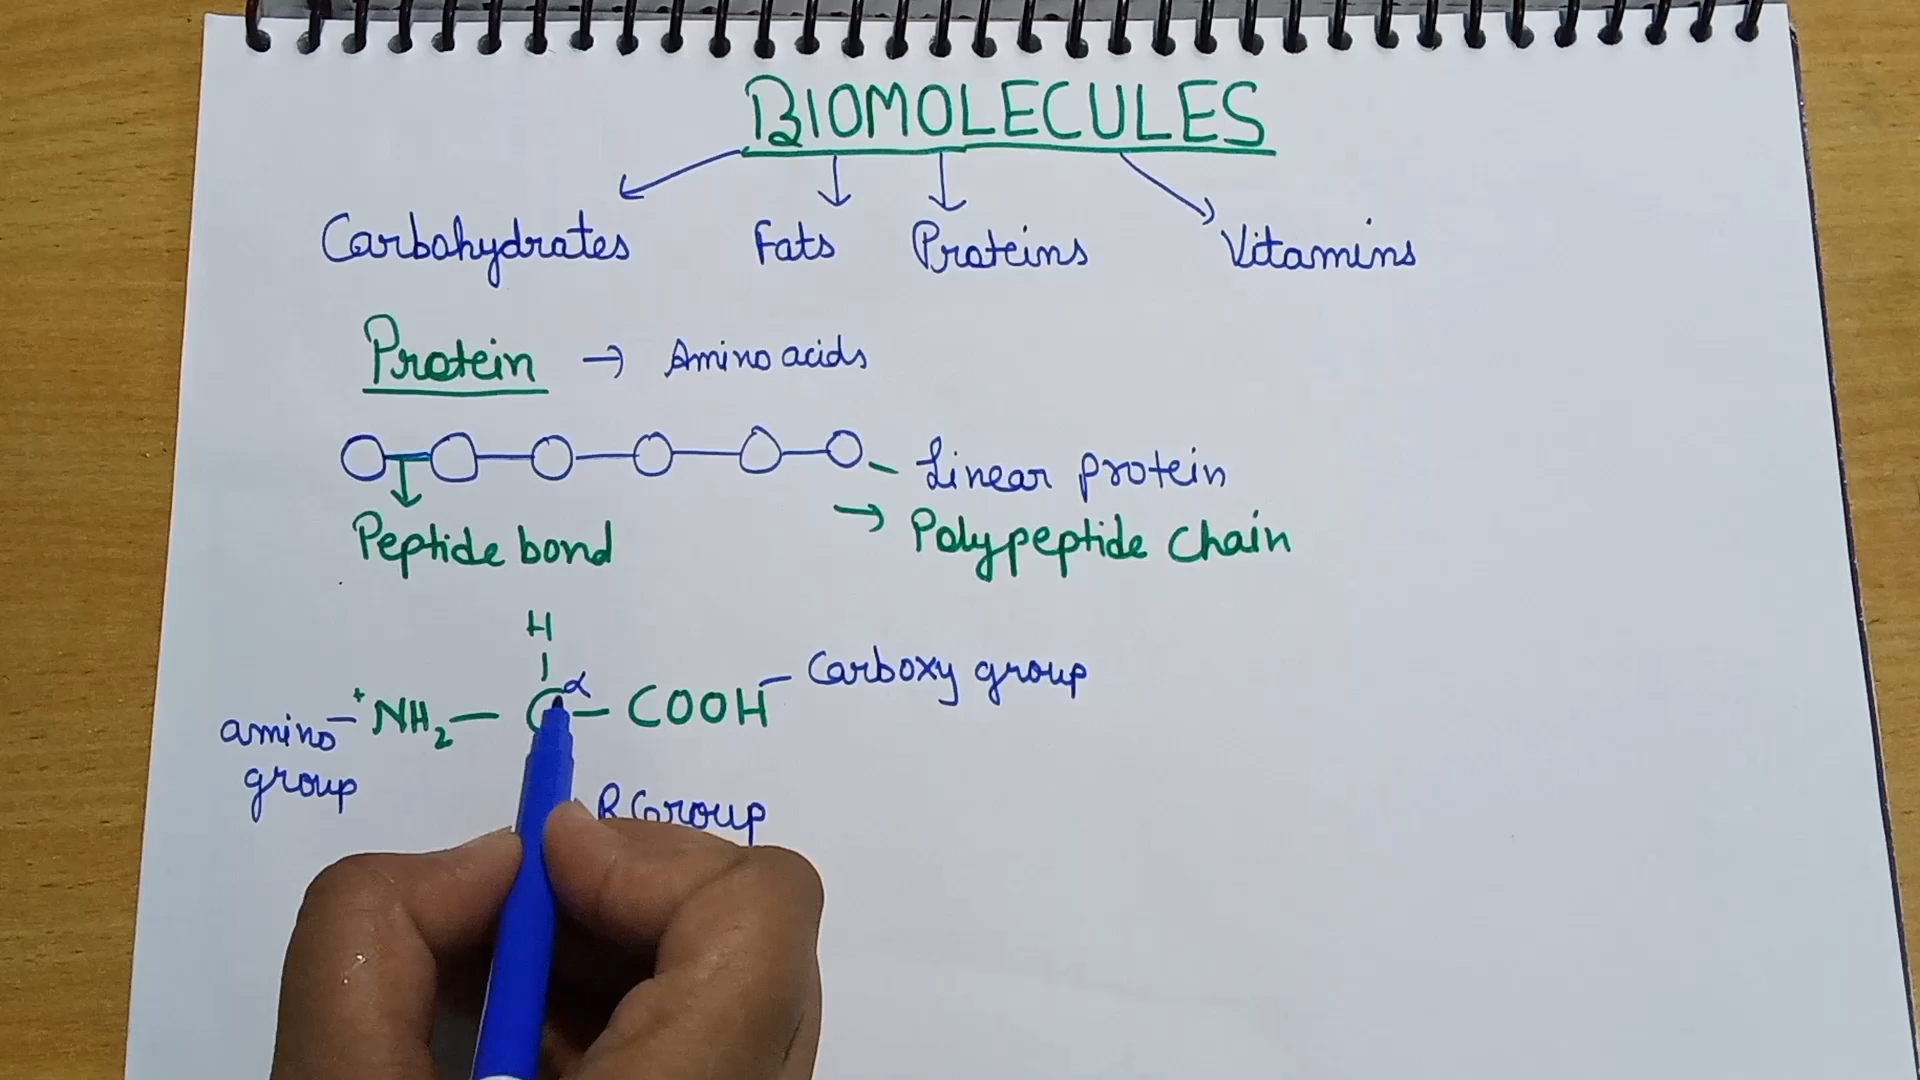 BIOMOLECULES
Carbohydrates Fats Proteins Vitamins
Protein → Amino acids
Linear protein
Peptide bond → Polypeptide chain
H
Cα
+NH2 — C — COOH — Carboxy group
amino group
R Group